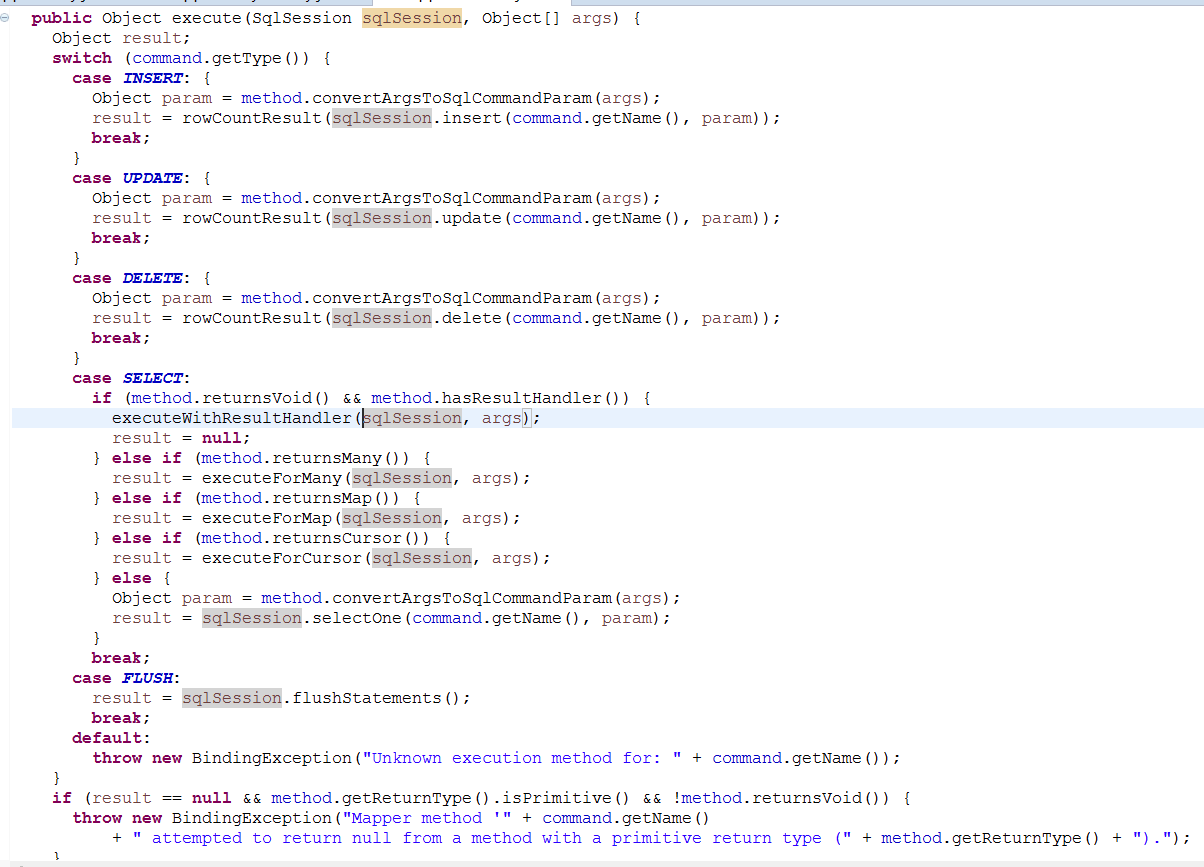 public Object execute(SqlSession sqlSession, Object[] args) {
Object result;
switch (command.getType()) {
case INSERT: {
Object param = method.convertArgsToSqlCommandParam(args);
result = rowCountResult(sqlSession.insert(command.getName(), param));
break;
}
case UPDATE: {
Object param = method.convertArgsToSqlCommandParam(args);
result = rowCountResult(sqlSession.update(command.getName(), param));
break;
}
case DELETE: {
Object param = method.convertArgsToSqlCommandParam(args);
result = rowCountResult(sqlSession.delete(command.getName(), param));
break;
}
case SELECT:
if (method.returnsVoid() && method.hasResultHandler()) {
executeWithResultHandler(sqlSession, args);
result = null;
} else if (method.returnsMany()) {
result = executeForMany(sqlSession, args);
} else if (method.returnsMap()) {
result = executeForMap(sqlSession, args);
} else if (method.returnsCursor()) {
result = executeForCursor(sqlSession, args);
} else {
Object param = method.convertArgsToSqlCommandParam(args);
result = sqlSession.selectOne(command.getName(), param);
}
break;
case FLUSH:
result = sqlSession.flushStatements();
break;
default:
throw new BindingException("Unknown execution method for: " + command.getName());
}
if (result == null && method.getReturnType().isPrimitive() && !method.returnsVoid()) {
throw new BindingException("Mapper method '" + command.getName()
+ " attempted to return null from a method with a primitive return type (" + method.getReturnType() + ").");
}